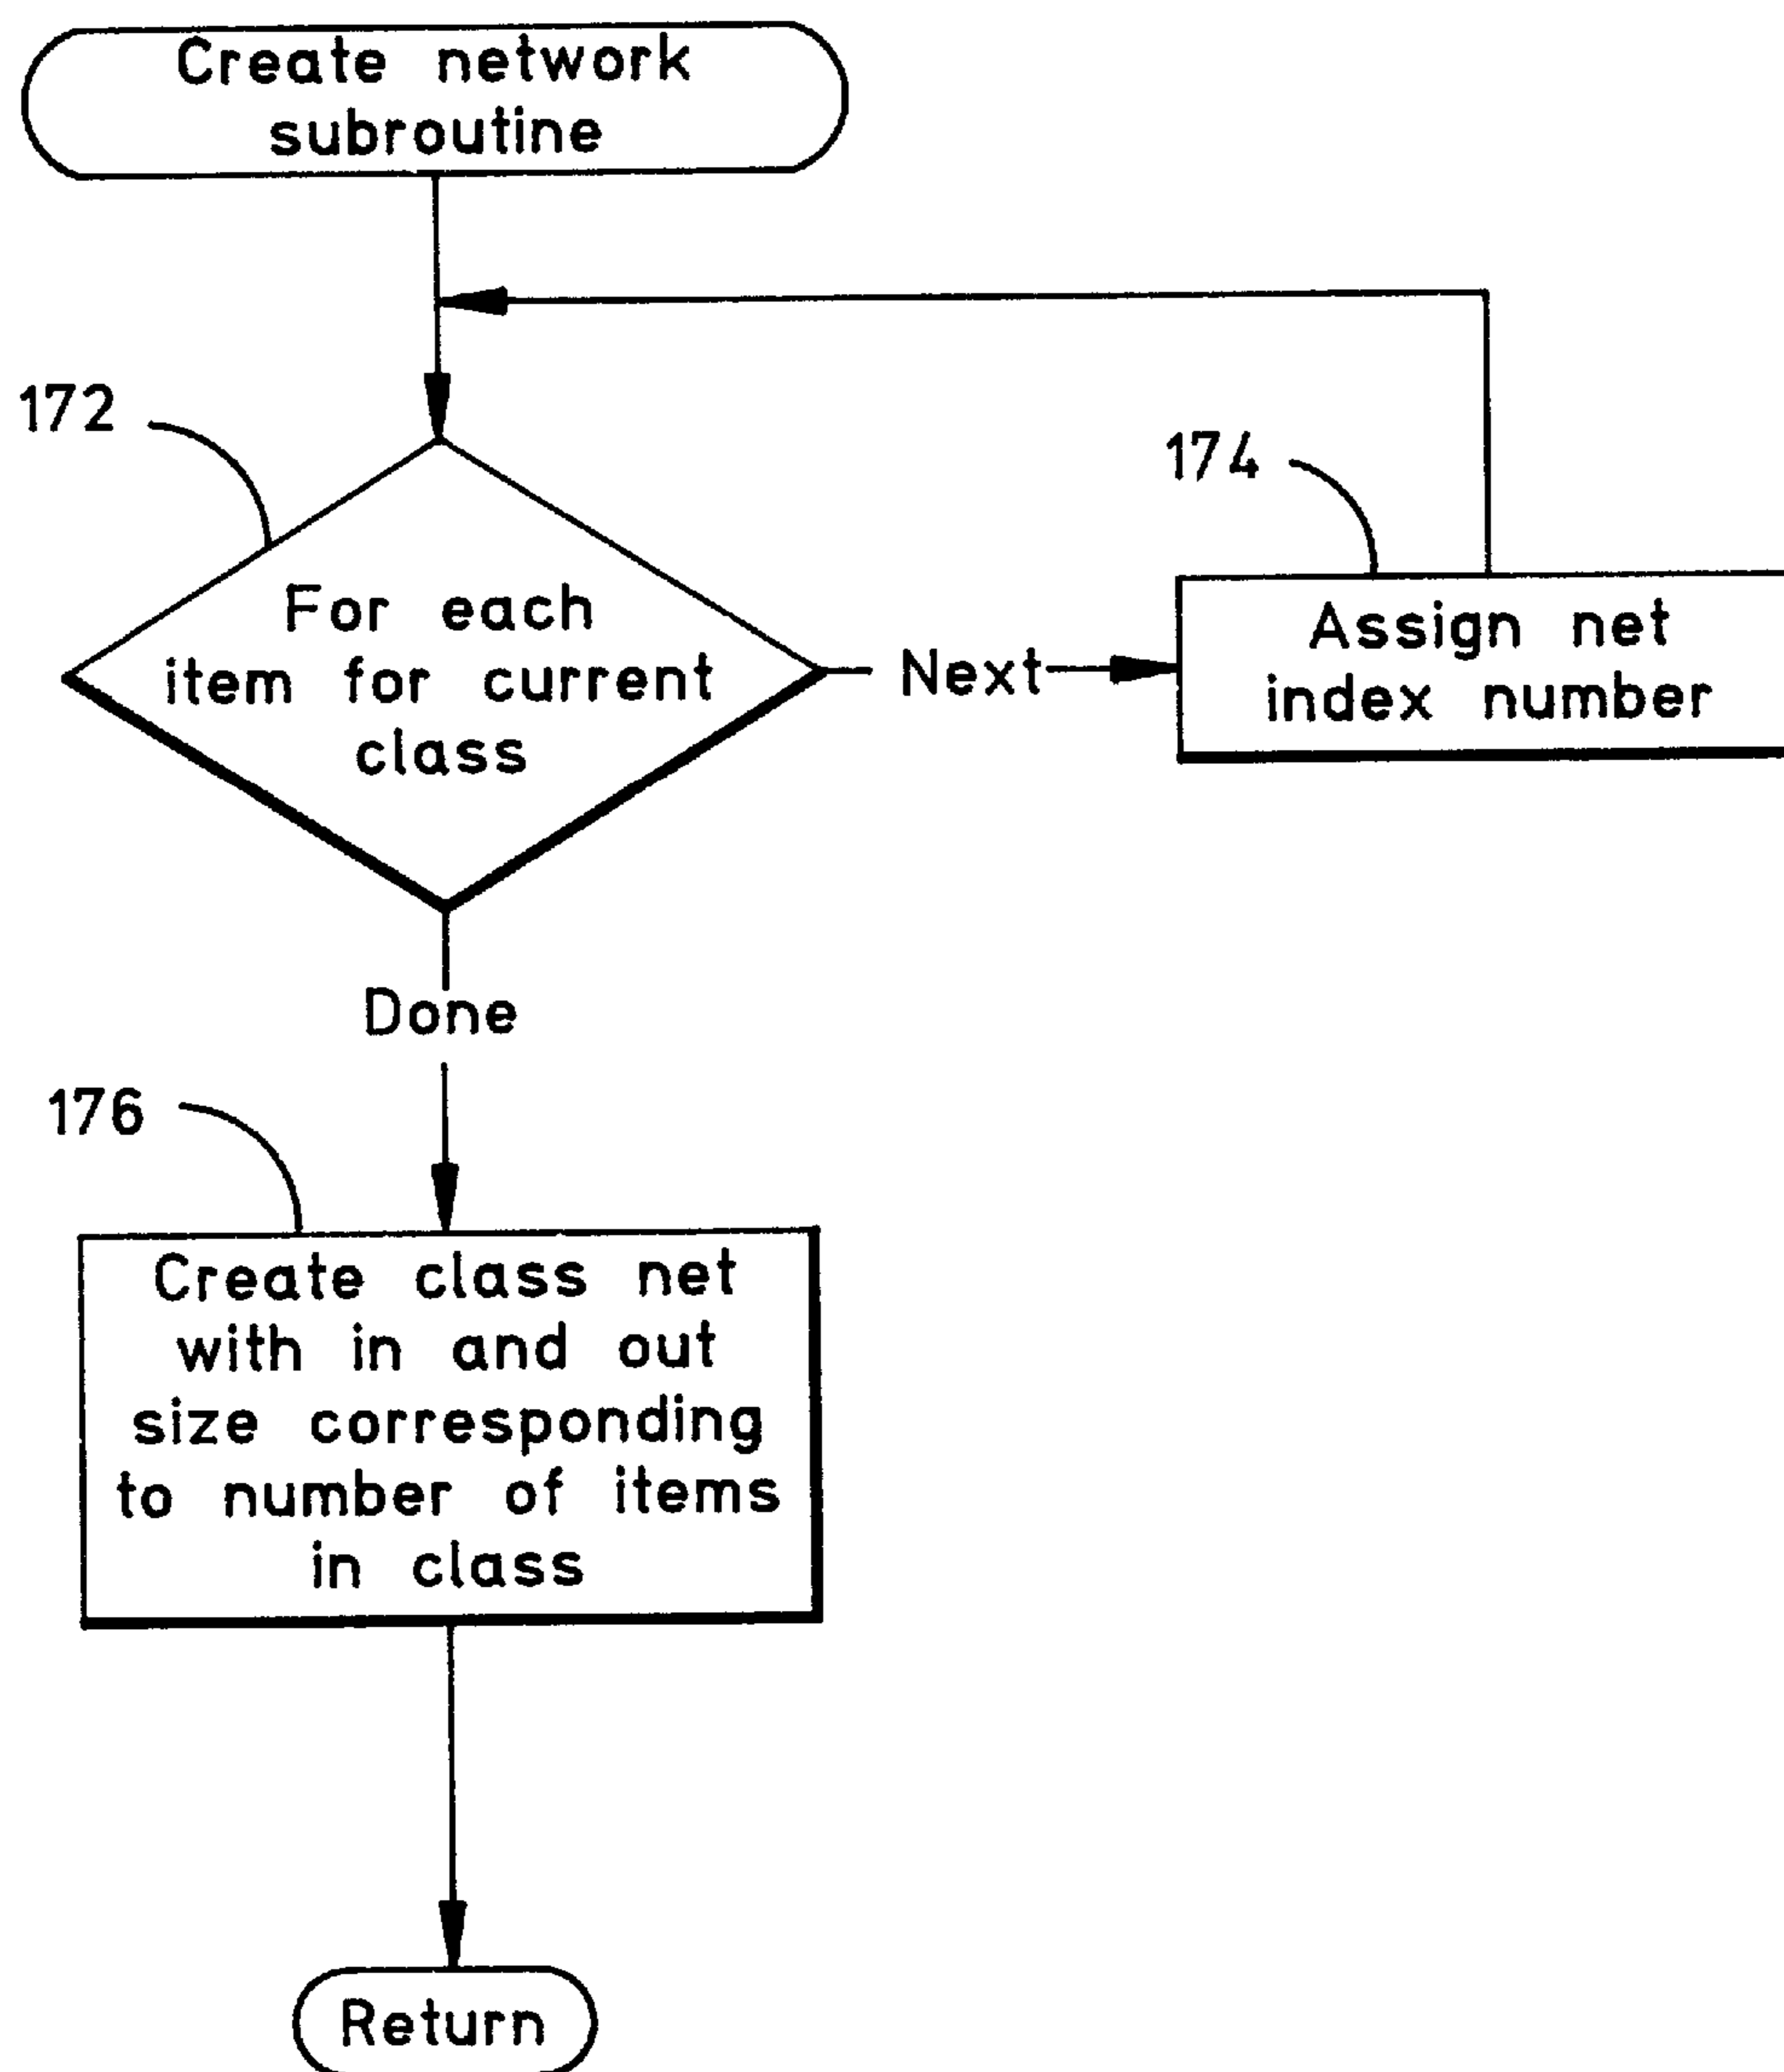 Create network
subroutine
172
For each
item for current
class
Next
174
Assign net
index number
Done
176
Create class net
with in and out
size corresponding
to number of items
in class
Return